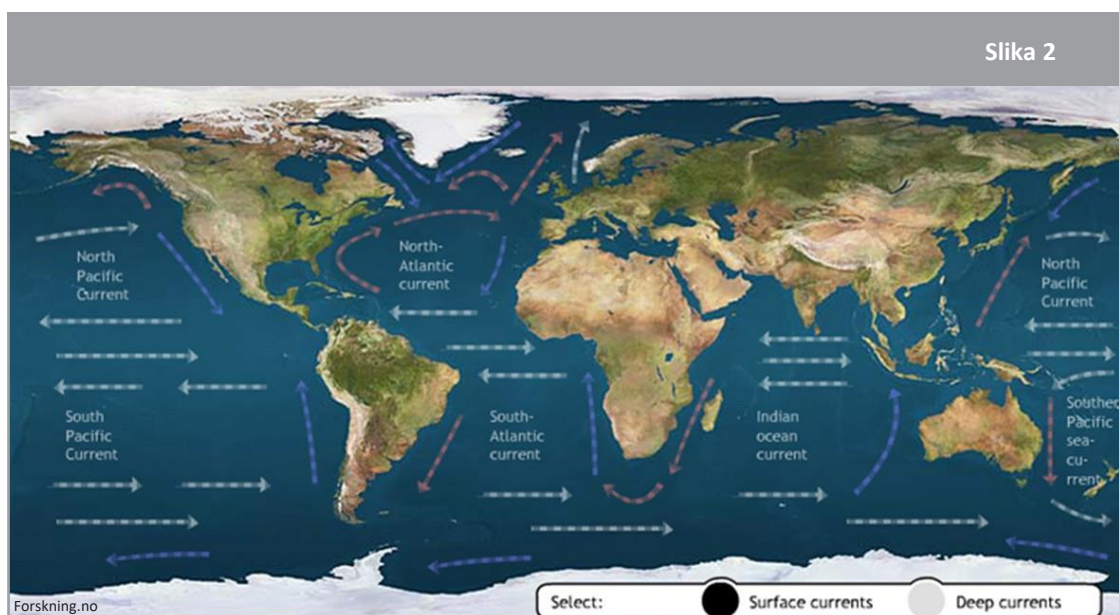 Slika 2
North
Pacific
Current
North-
Atlantic
current
North
Pacific
Current
South
Pacific
Current
South-
Atlantic
current
Indian
ocean
current
Souther
Pacific
sea-
cu-
rrent
Forskning.no
Select:
Surface currents
Deep currents